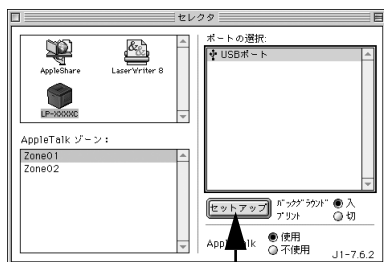 セレクタ
AppleShare
LaserWriter 8
LP-XXXXC
AppleTalk ゾーン：
Zone01
Zone02
ポートの選択:
USBポート
セットアップ
バックグラウンド
プリント
入
切
AppleTalk
使用
不使用
J1-7.6.2